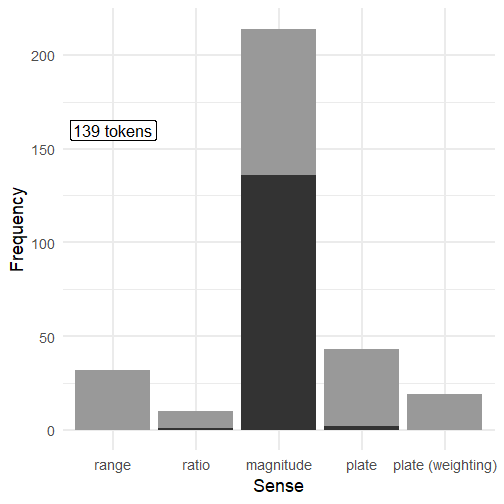 200
139 tokens
150
Frequency
100
50
0
range ratio magnitude plate plate (weighting)
Sense